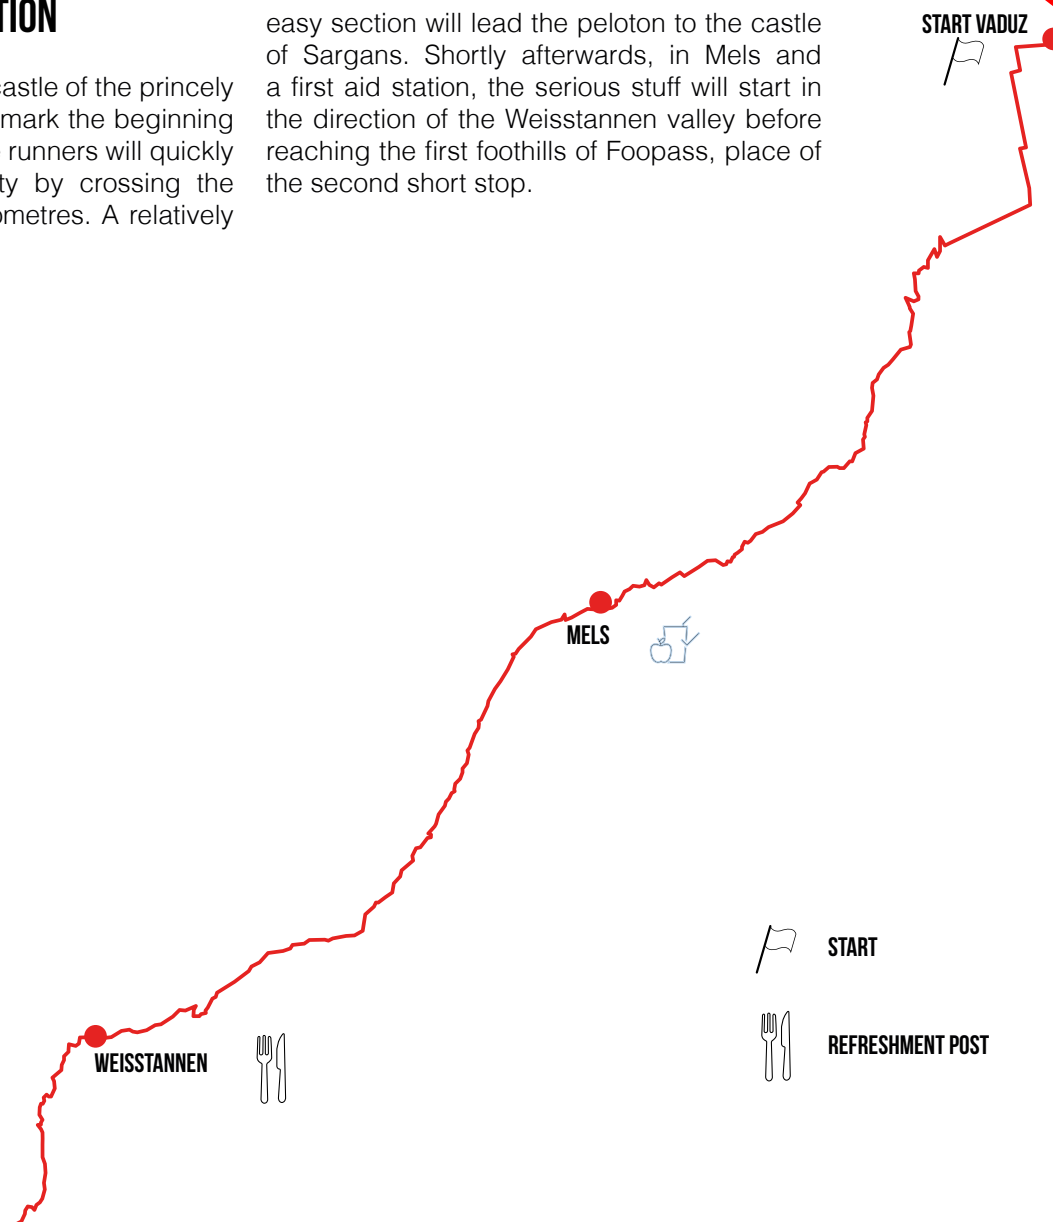 TION
castle of the princely
mark the beginning
runners will quickly
ty by crossing the
ometres. A relatively
easy section will lead the peloton to the castle
of Sargans. Shortly afterwards, in Mels and
a first aid station, the serious stuff will start in
the direction of the Weisstannen valley before
reaching the first foothills of Foopass, place of
the second short stop.
START VADUZ
MELS
WEISSTANNEN
START
REFRESHMENT POST